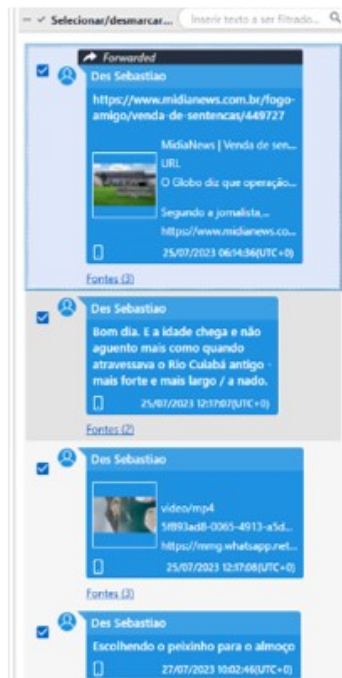 Selecionar/desmarcar...
Inserir texto a ser filtrado...
Forwarded
Des Sebastiao
https://www.midianews.com.br/fogo-
amigo/venda-de-sentencas/449727
MidiaNews | Venda de sen...
URL
O Globo diz que operação...
Segundo a jornalista,...
https://www.midianews.co...
25/07/2023 06:14:36(UTC+0)
Fontes (3)
Des Sebastiao
Bom dia. E a idade chega e não
aguento mais como quando
atravessava o Rio Cuiabá antigo -
mais forte e mais largo / a nado.
25/07/2023 12:17:07(UTC+0)
Fontes (2)
Des Sebastiao
video/mp4
5f893ad8-0065-4913-a5d...
https://mmg.whatsapp.net...
25/07/2023 12:17:08(UTC+0)
Fontes (3)
Des Sebastiao
Escolhendo o peixinho para o almoço
27/07/2023 10:02:46(UTC+0)